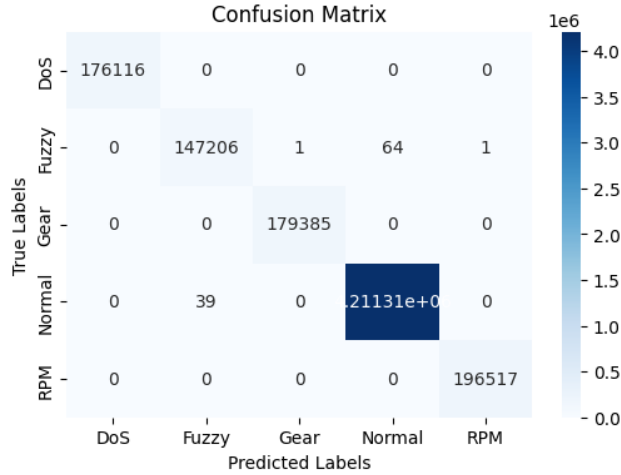 Confusion Matrix
1e6
DoS 176116 0 0 0 0
Fuzzy 0 147206 1 64 1
Gear 0 0 179385 0 0
Normal 0 39 0 .21131e+0 0
RPM 0 0 0 0 196517
DoS Fuzzy Gear Normal RPM
Predicted Labels
True Labels
4.0
3.5
3.0
2.5
2.0
1.5
1.0
0.5
0.0